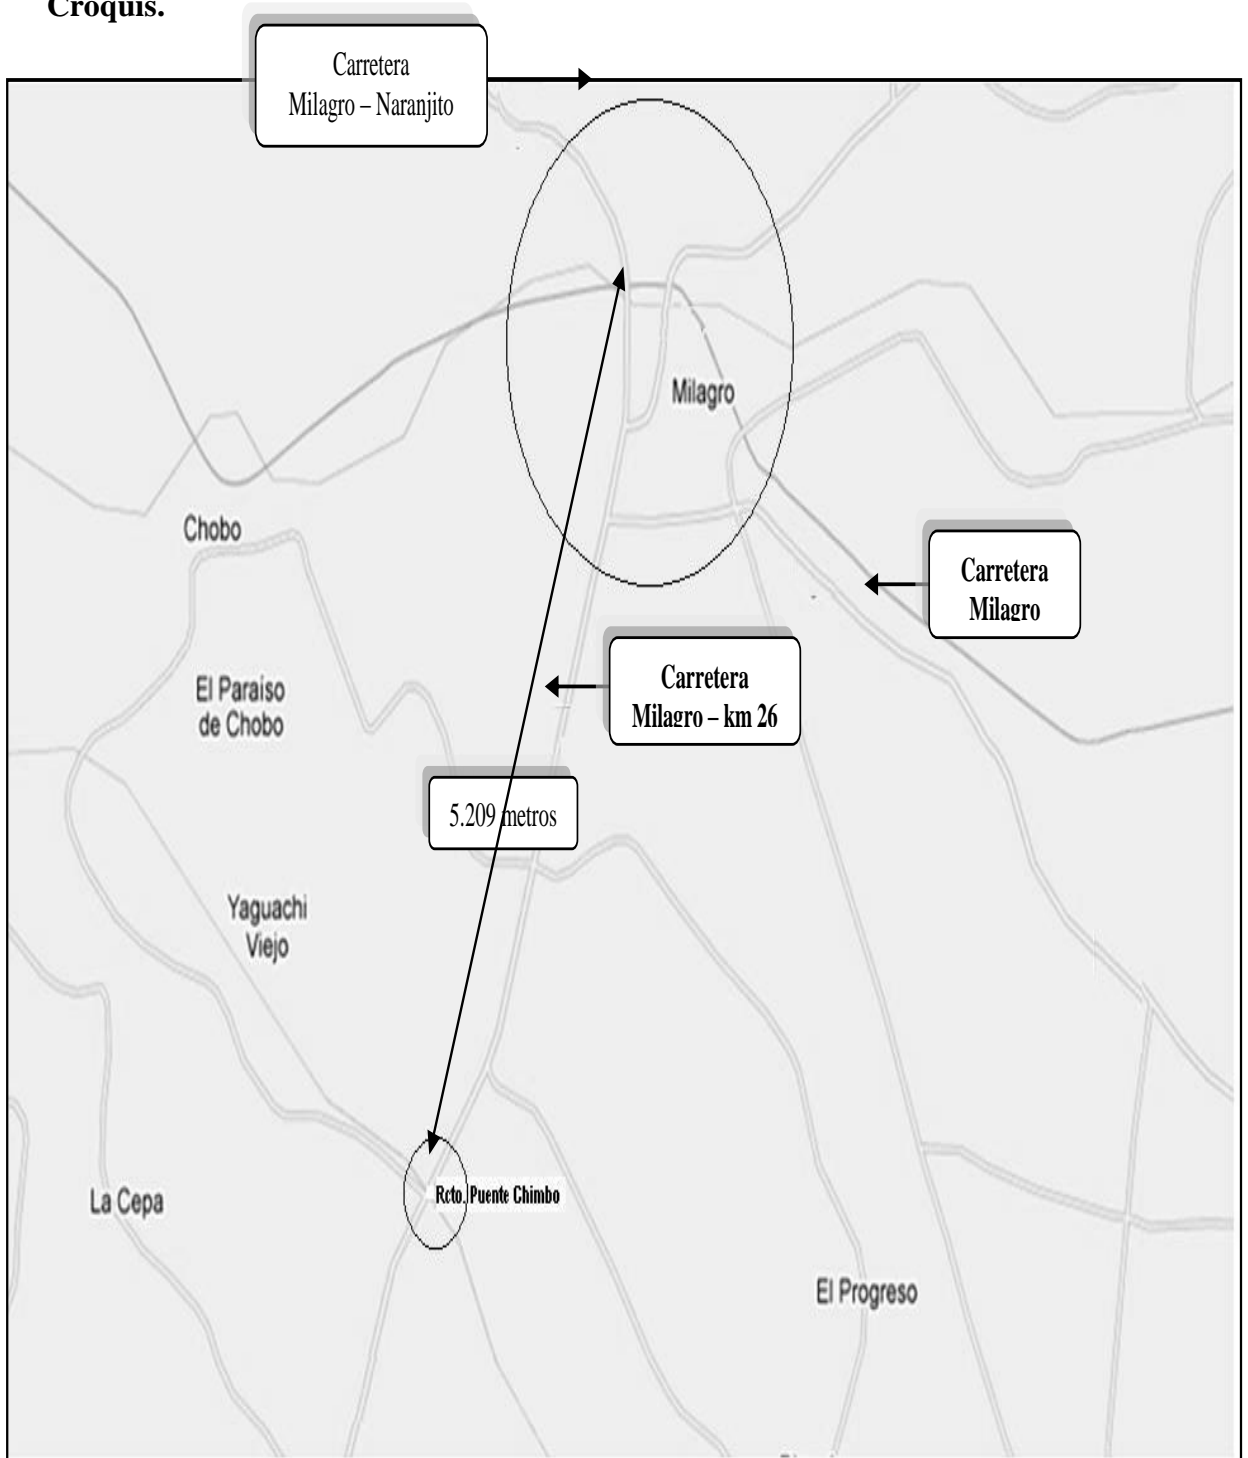 Croquis.
Carretera
Milagro – Naranjito
Milagro
Chobo
Carretera
Milagro
El Paraiso
de Chobo
Carretera
Milagro – km 26
5.209 metros
Yaguachi
Viejo
Rcto. Puente Chimbo
La Cepa
El Progreso